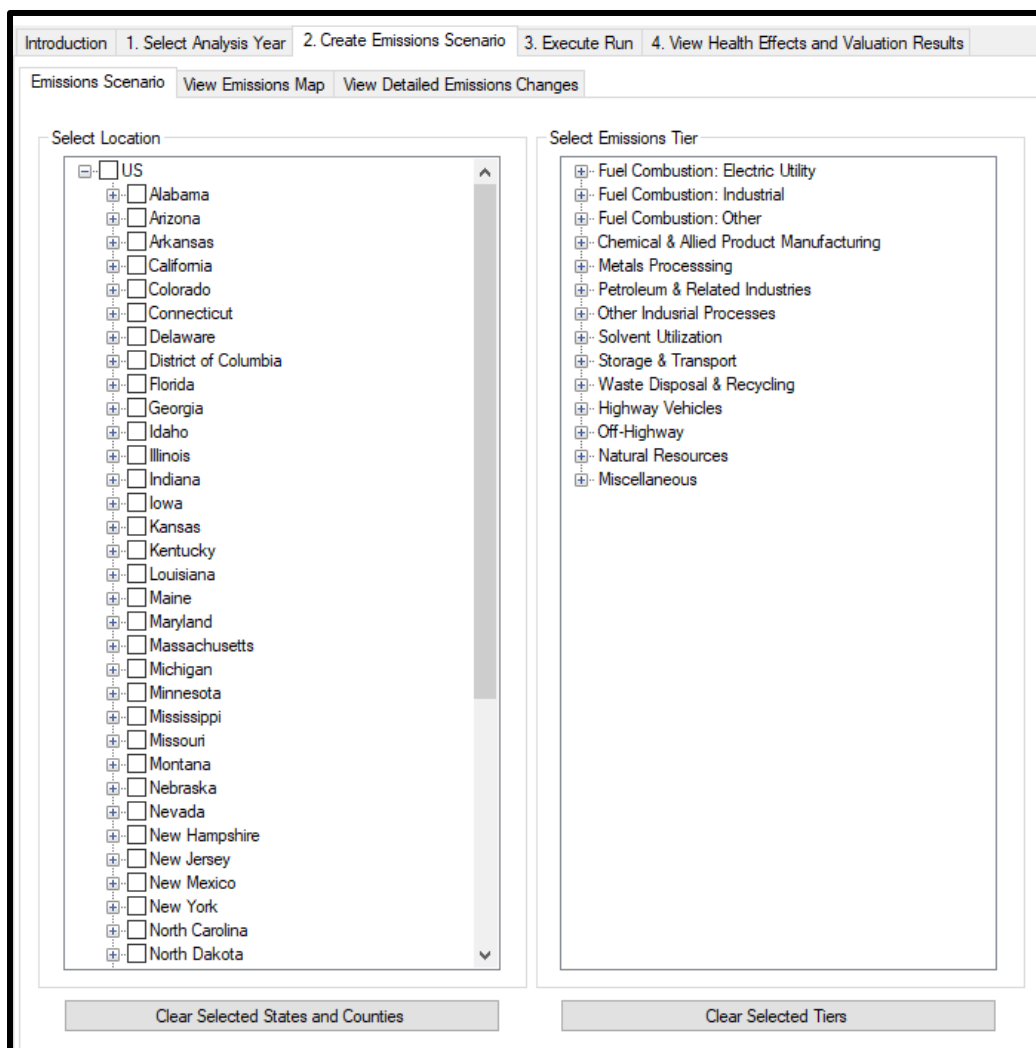 Introduction 1. Select Analysis Year 2. Create Emissions Scenario 3. Execute Run 4. View Health Effects and Valuation Results
Emissions Scenario View Emissions Map View Detailed Emissions Changes
Select Location
US
Alabama
Arizona
Arkansas
California
Colorado
Connecticut
Delaware
District of Columbia
Florida
Georgia
Idaho
Illinois
Indiana
Iowa
Kansas
Kentucky
Louisiana
Maine
Maryland
Massachusetts
Michigan
Minnesota
Mississippi
Missouri
Montana
Nebraska
Nevada
New Hampshire
New Jersey
New Mexico
New York
North Carolina
North Dakota
Clear Selected States and Counties
Select Emissions Tier
Fuel Combustion: Electric Utility
Fuel Combustion: Industrial
Fuel Combustion: Other
Chemical & Allied Product Manufacturing
Metals Processsing
Petroleum & Related Industries
Other Indusrial Processes
Solvent Utilization
Storage & Transport
Waste Disposal & Recycling
Highway Vehicles
Off-Highway
Natural Resources
Miscellaneous
Clear Selected Tiers